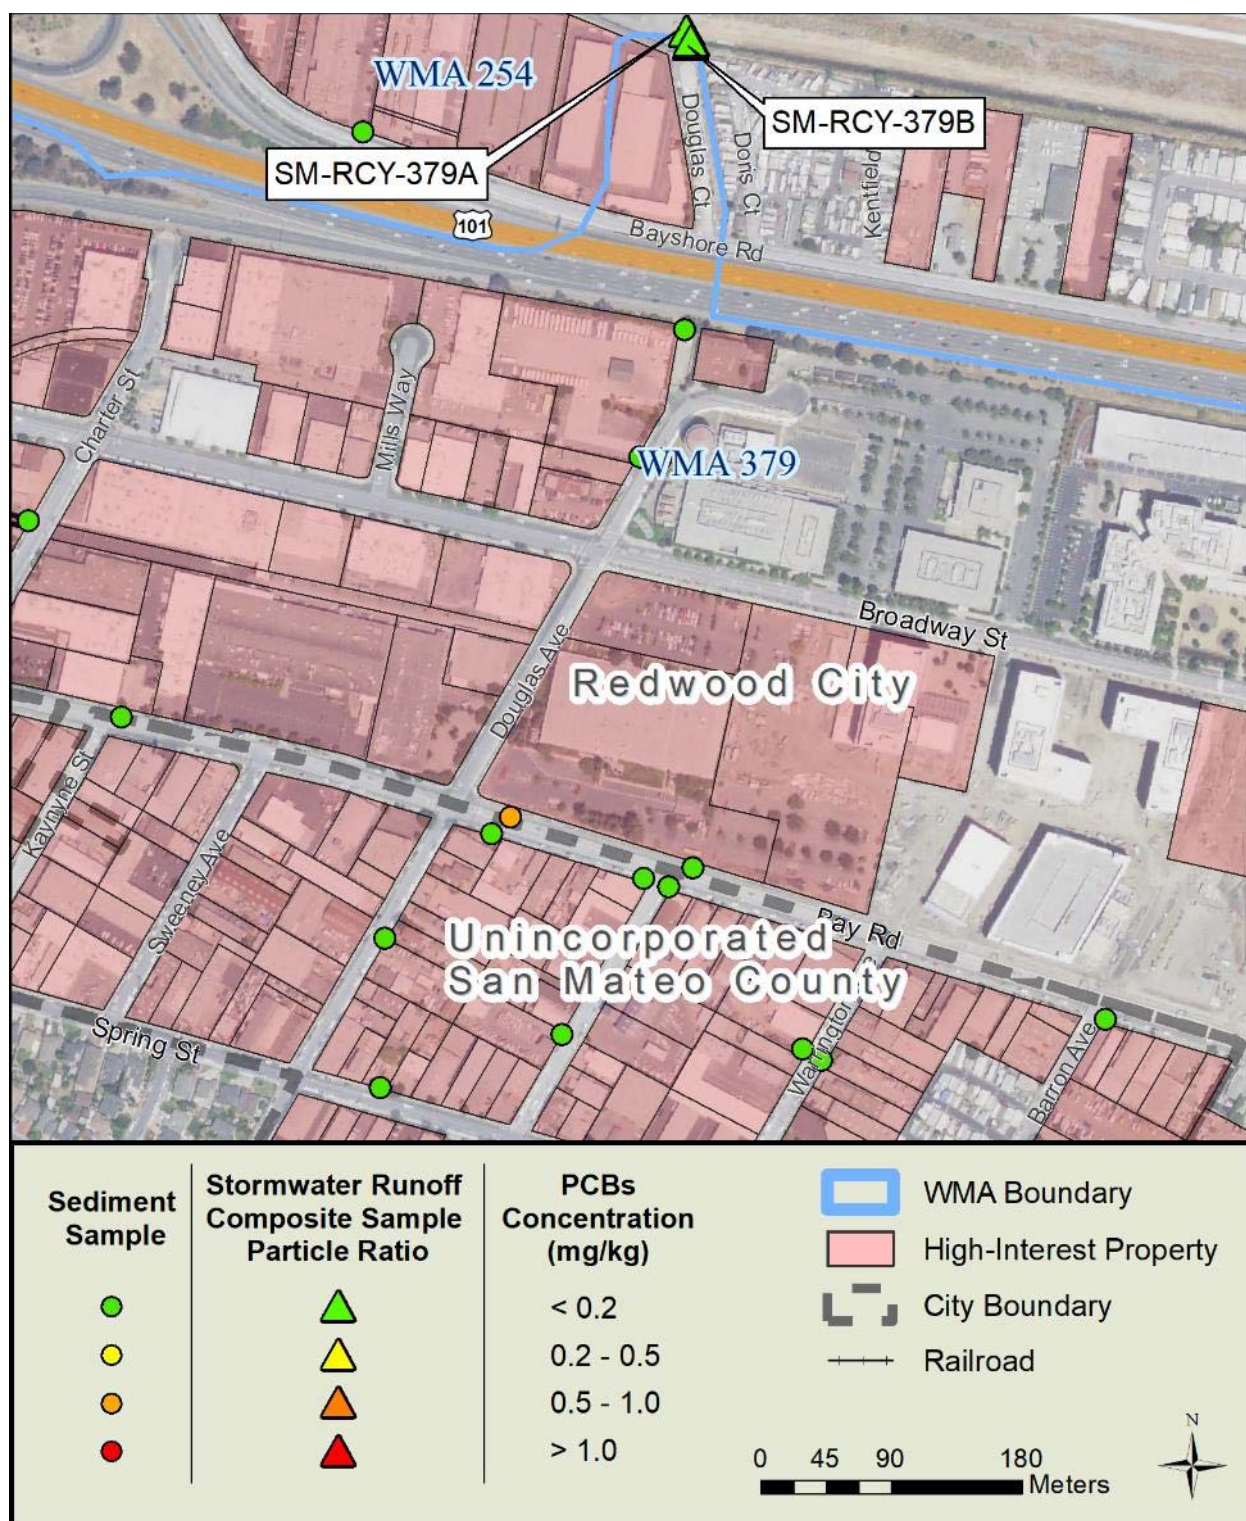 WMA 254
SM-RCY-379A
SM-RCY-379B
Douglas Ct
Doris Ct
Kentfield
101
Bayshore Rd
Charter St
Mills Way
WMA 379
Broadway St
Douglas Ave
Redwood City
Kaynyne St
Sweeney Ave
Bay Rd
Unincorporated
San Mateo County
Warrington
Barron Ave
Spring St
Sediment
Sample
Stormwater Runoff
Composite Sample
Particle Ratio
PCBs
Concentration
(mg/kg)
< 0.2
0.2 - 0.5
0.5 - 1.0
> 1.0
WMA Boundary
High-Interest Property
City Boundary
Railroad
N
0 45 90 180
Meters